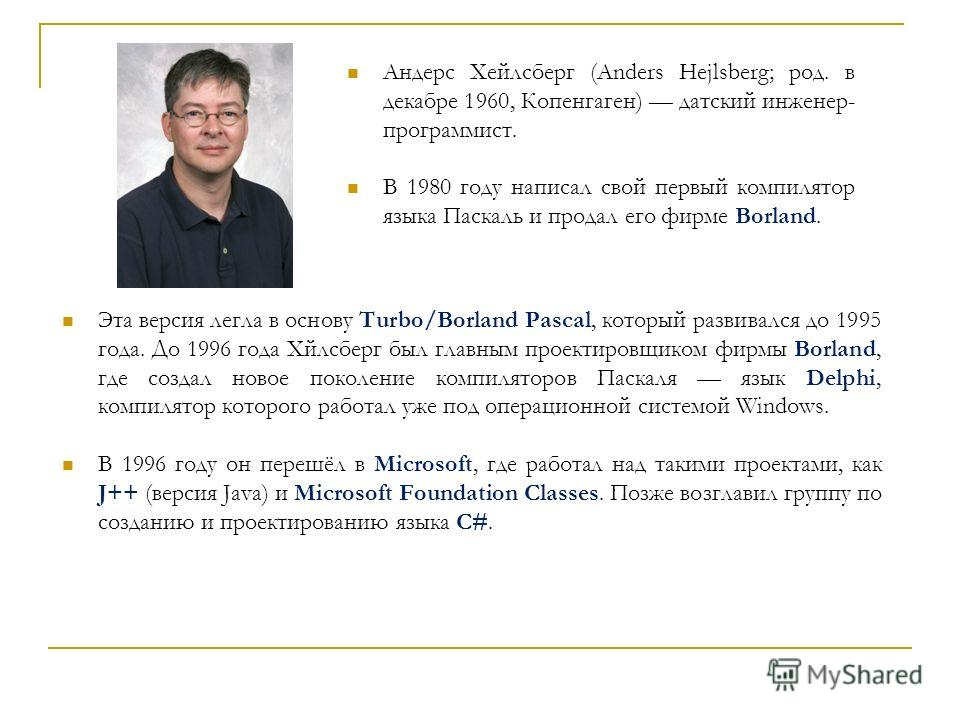 Андерс Хейлсберг (Anders Hejlsberg; род. в
декабре 1960, Копенгаген) — датский инженер-
программист.
В 1980 году написал свой первый компилятор
языка Паскаль и продал его фирме Borland.
Эта версия легла в основу Turbo/Borland Pascal, который развивался до 1995
года. До 1996 года Хйлсберг был главным проектировщиком фирмы Borland,
где создал новое поколение компиляторов Паскаля — язык Delphi,
компилятор которого работал уже под операционной системой Windows.
В 1996 году он перешёл в Microsoft, где работал над такими проектами, как
J++ (версия Java) и Microsoft Foundation Classes. Позже возглавил группу по
созданию и проектированию языка C#.
MyShared